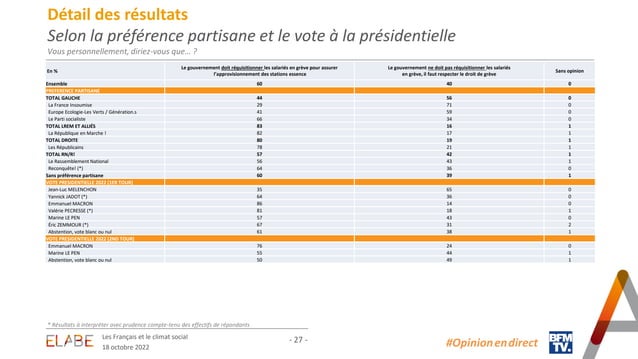 Détail des résultats
Selon la préférence partisane et le vote à la présidentielle
Vous personnellement, diriez-vous que… ?
En %
Le gouvernement doit réquisitionner les salariés en grève pour assurer l'approvisionnement des stations essence
Le gouvernement ne doit pas réquisitionner les salariés en grève, il faut respecter le droit de grève
Sans opinion
Ensemble 60 40 0
PREFERENCE PARTISANE
TOTAL GAUCHE 44 56 0
La France Insoumise 29 71 0
Europe Ecologie-Les Verts / Génération.s 41 59 0
Le Parti socialiste 66 34 0
TOTAL LREM ET ALLIÉS 83 16 1
La République en Marche ! 82 17 1
TOTAL DROITE 80 19 1
Les Républicains 78 21 1
TOTAL RN/R! 57 42 1
Le Rassemblement National 56 43 1
Reconquête! (*) 64 36 0
Sans préférence partisane 60 39 1
VOTE PRESIDENTIELLE 2022 (1ER TOUR)
Jean-Luc MELENCHON 35 65 0
Yannick JADOT (*) 64 36 0
Emmanuel MACRON 86 14 0
Valérie PECRESSE (*) 81 18 1
Marine LE PEN 57 43 0
Eric ZEMMOUR (*) 67 31 2
Abstention, vote blanc ou nul 61 38 1
VOTE PRESIDENTIELLE 2022 (2ND TOUR)
Emmanuel MACRON 76 24 0
Marine LE PEN 55 44 1
Abstention, vote blanc ou nul 50 49 1
* Résultats à interpréter avec prudence compte-tenu des effectifs de répondants
ELABE
Les Français et le climat social
18 octobre 2022
- 27 -
#Opinion.en.direct
BFM
TV.